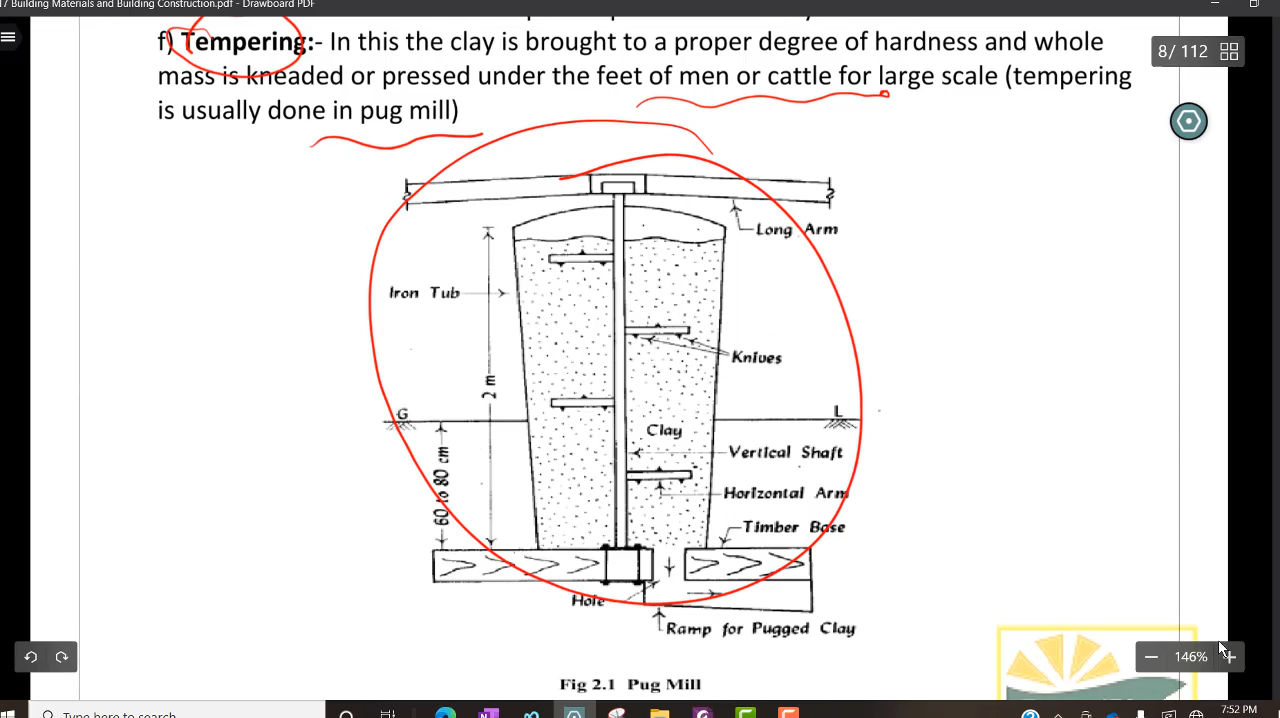 17 Building Materials and Building Construction.pdf - Drawboard PDF
f) Tempering:- In this the clay is brought to a proper degree of hardness and whole
mass is kneaded or pressed under the feet of men or cattle for large scale (tempering
is usually done in pug mill)
8 / 112
Long Arm
Iron Tub
Knives
2 m
G
L
Clay
Vertical Shaft
60 to 80 cm
Horizontal Arm
Timber Base
Hole
Ramp for Pugged Clay
146%
Fig 2.1 Pug Mill
Type here to search
7:52 PM